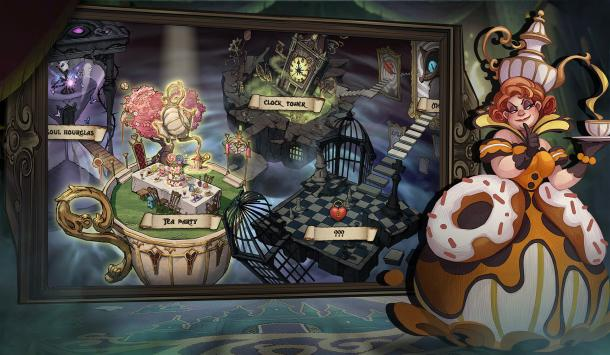 CLOCK TOWER
SOUL HOURGLAS
TEA PARTY
???